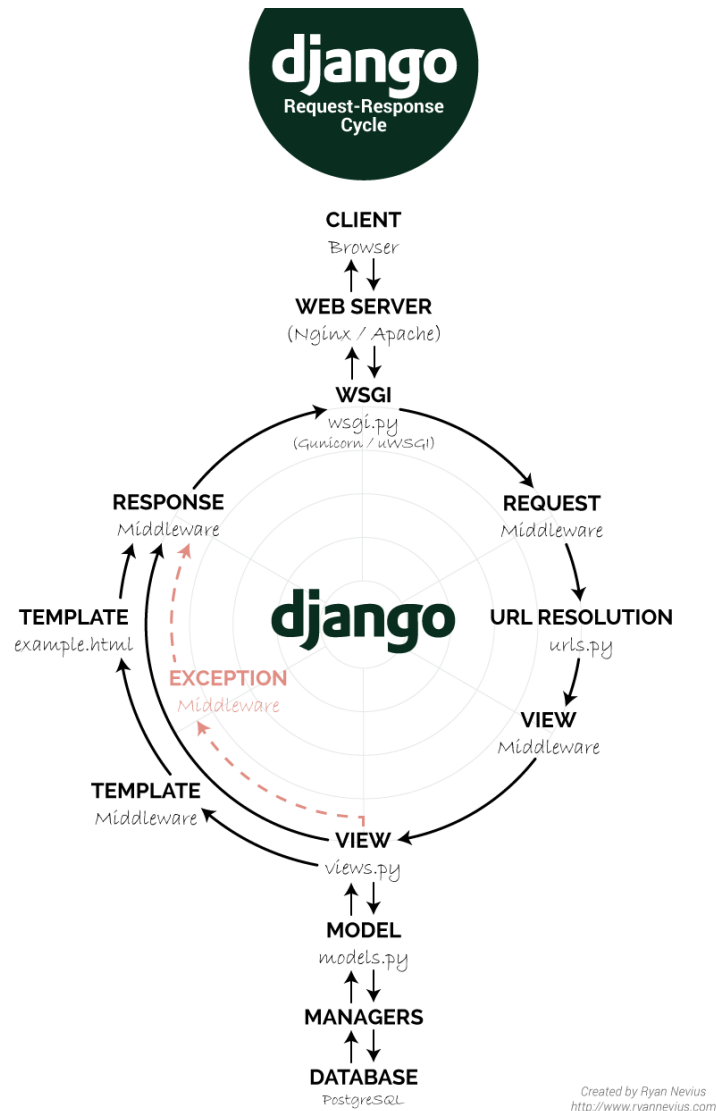 django
Request-Response
Cycle
CLIENT
Browser
WEB SERVER
(Nginx / Apache)
WSGI
wsgi.py
(Gunicorn / uWSGI)
RESPONSE
Middleware
REQUEST
Middleware
TEMPLATE
example.html
django
URL RESOLUTION
urls.py
EXCEPTION
Middleware
VIEW
Middleware
TEMPLATE
Middleware
VIEW
views.py
MODEL
models.py
MANAGERS
DATABASE
PostgreSQL
Created by Ryan Nevius
http://www.ryannevius.com